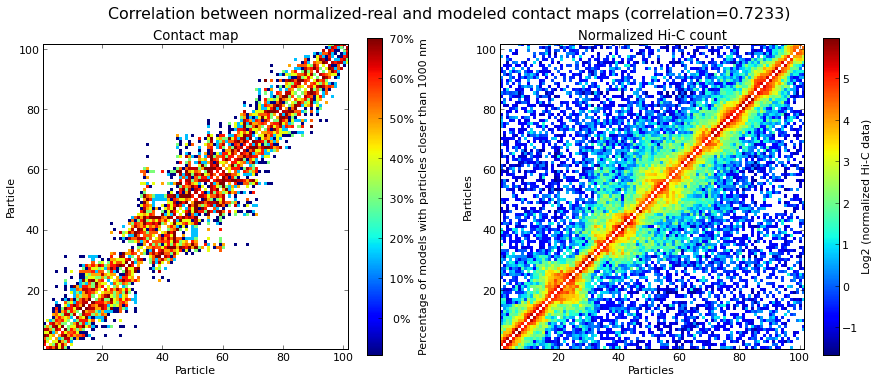 Correlation between normalized-real and modeled contact maps (correlation=0.7233)
Contact map
Particle
100
80
60
40
20
20 40 60 80 100
Particle
70%
60%
50%
40%
30%
20%
10%
0%
Percentage of models with particles closer than 1000 nm
Normalized Hi-C count
Particles
100
80
60
40
20
20 40 60 80 100
Particles
5
4
3
2
1
0
−1
Log2 (normalized Hi-C data)